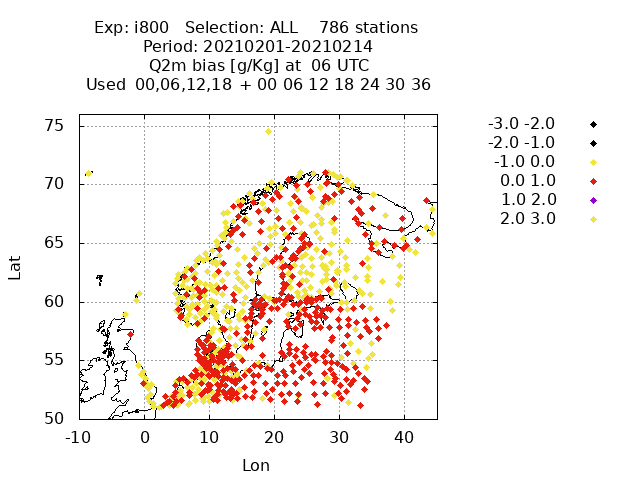 Exp: i800   Selection: ALL    786 stations
Period: 20210201-20210214
Q2m bias [g/Kg] at  06 UTC
Used  00,06,12,18 + 00 06 12 18 24 30 36
-3.0 -2.0
-2.0 -1.0
-1.0 0.0
0.0 1.0
1.0 2.0
2.0 3.0
75
70
65
60
55
50
Lat
-10 0 10 20 30 40
Lon